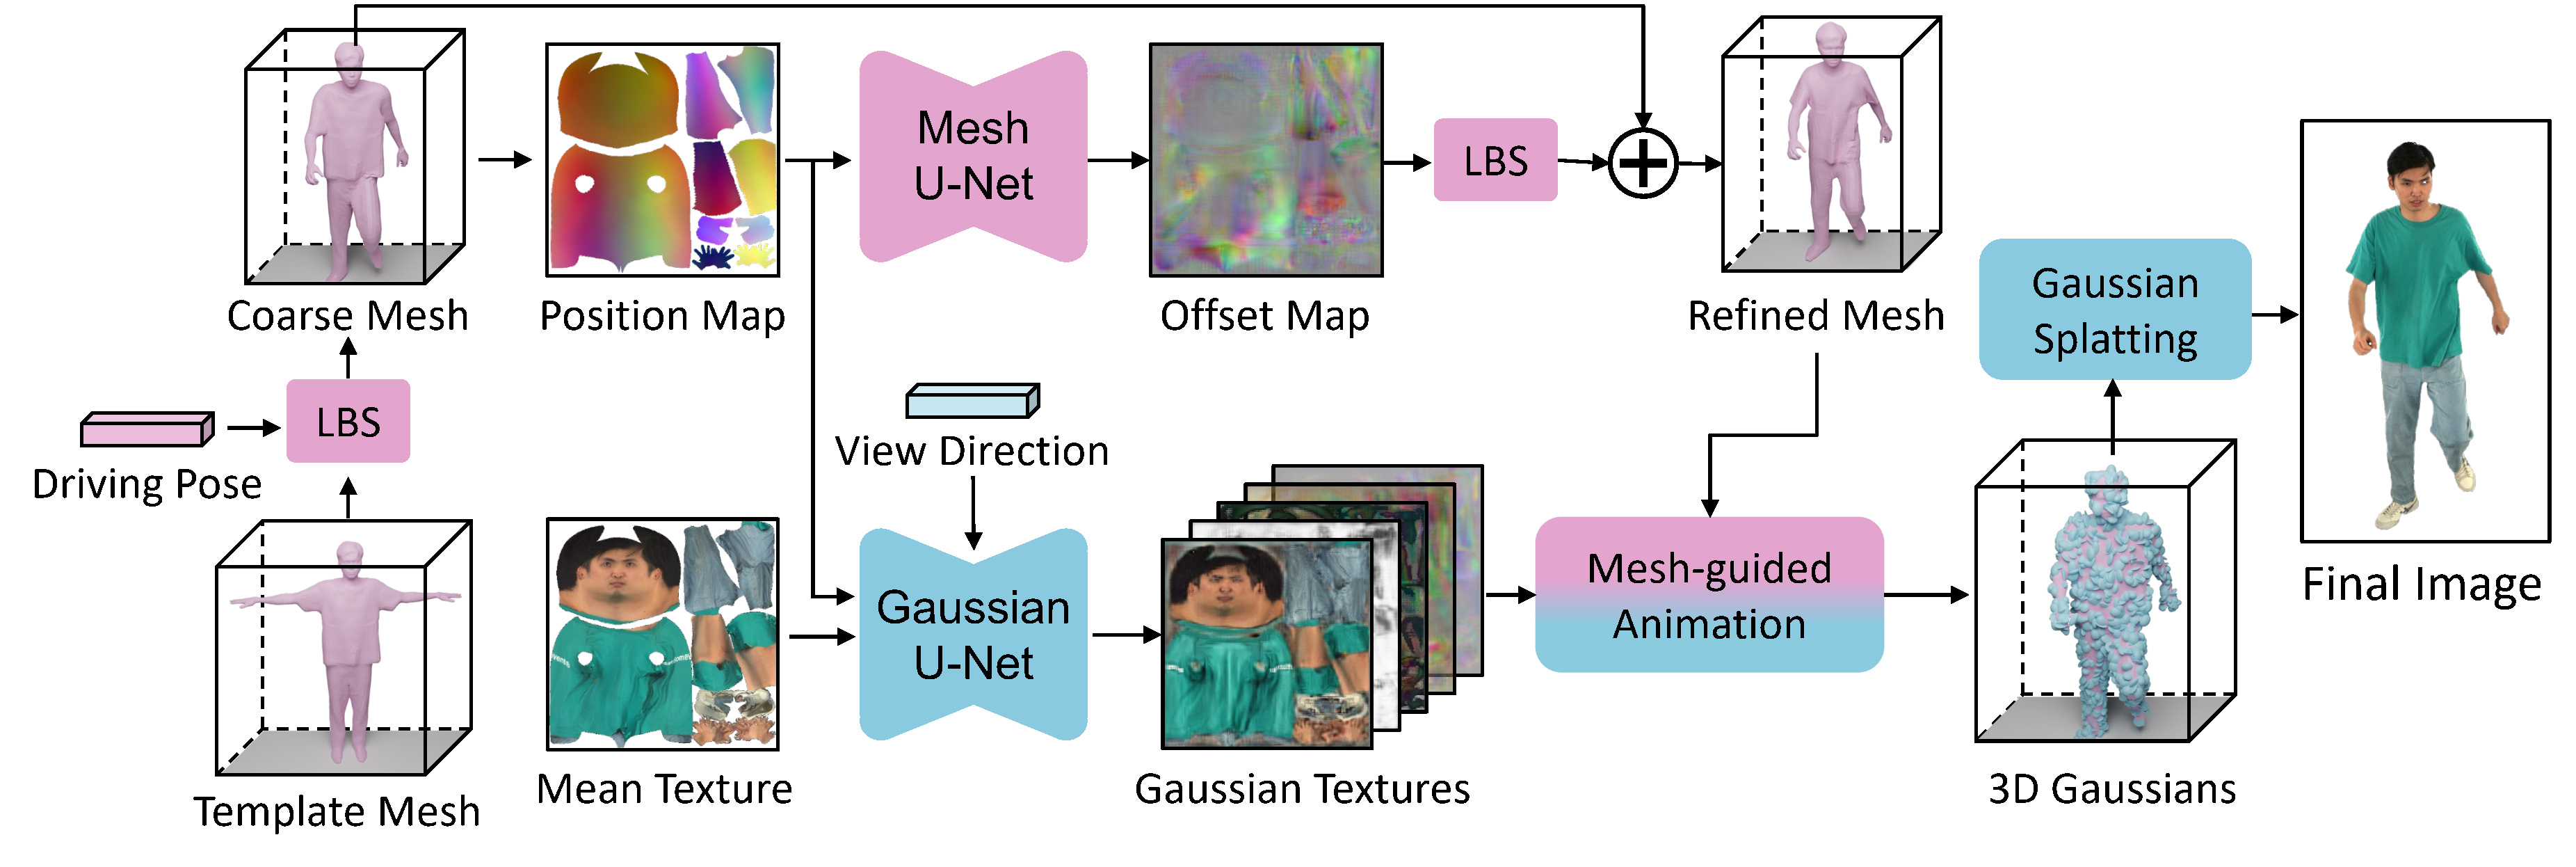 Coarse Mesh
Position Map
Mesh
U-Net
Offset Map
LBS
Refined Mesh
Gaussian
Splatting
Final Image
LBS
Driving Pose
Template Mesh
View Direction
Mean Texture
Gaussian
U-Net
Gaussian Textures
Mesh-guided
Animation
3D Gaussians